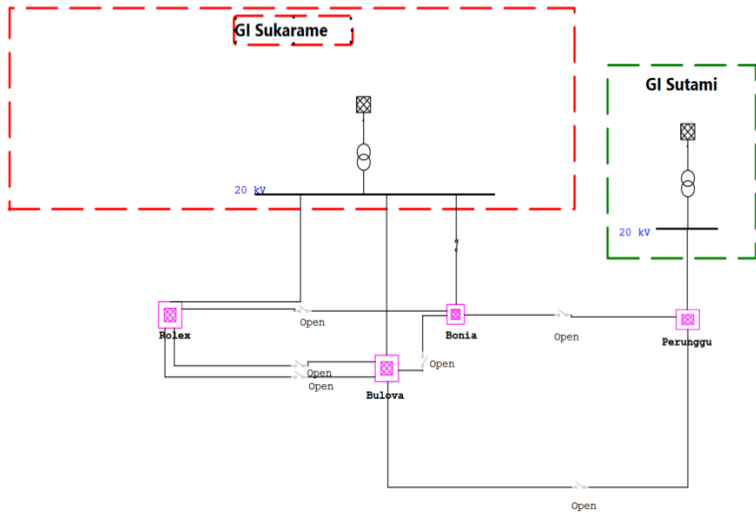 GI Sukarame
GI Sutami
20 kV
20 kV
Open
Rolex
Bonia
Open
Perunggu
Open
Open
Open
Bulova
Open